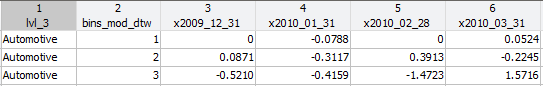 1 2 3 4 5 6
lvl_3 bins_mod_dtw x2009_12_31 x2010_01_31 x2010_02_28 x2010_03_31
Automotive 1 0 -0.0788 0 0.0524
Automotive 2 0.0871 -0.3117 0.3913 -0.2245
Automotive 3 -0.5210 -0.4159 -1.4723 1.5716